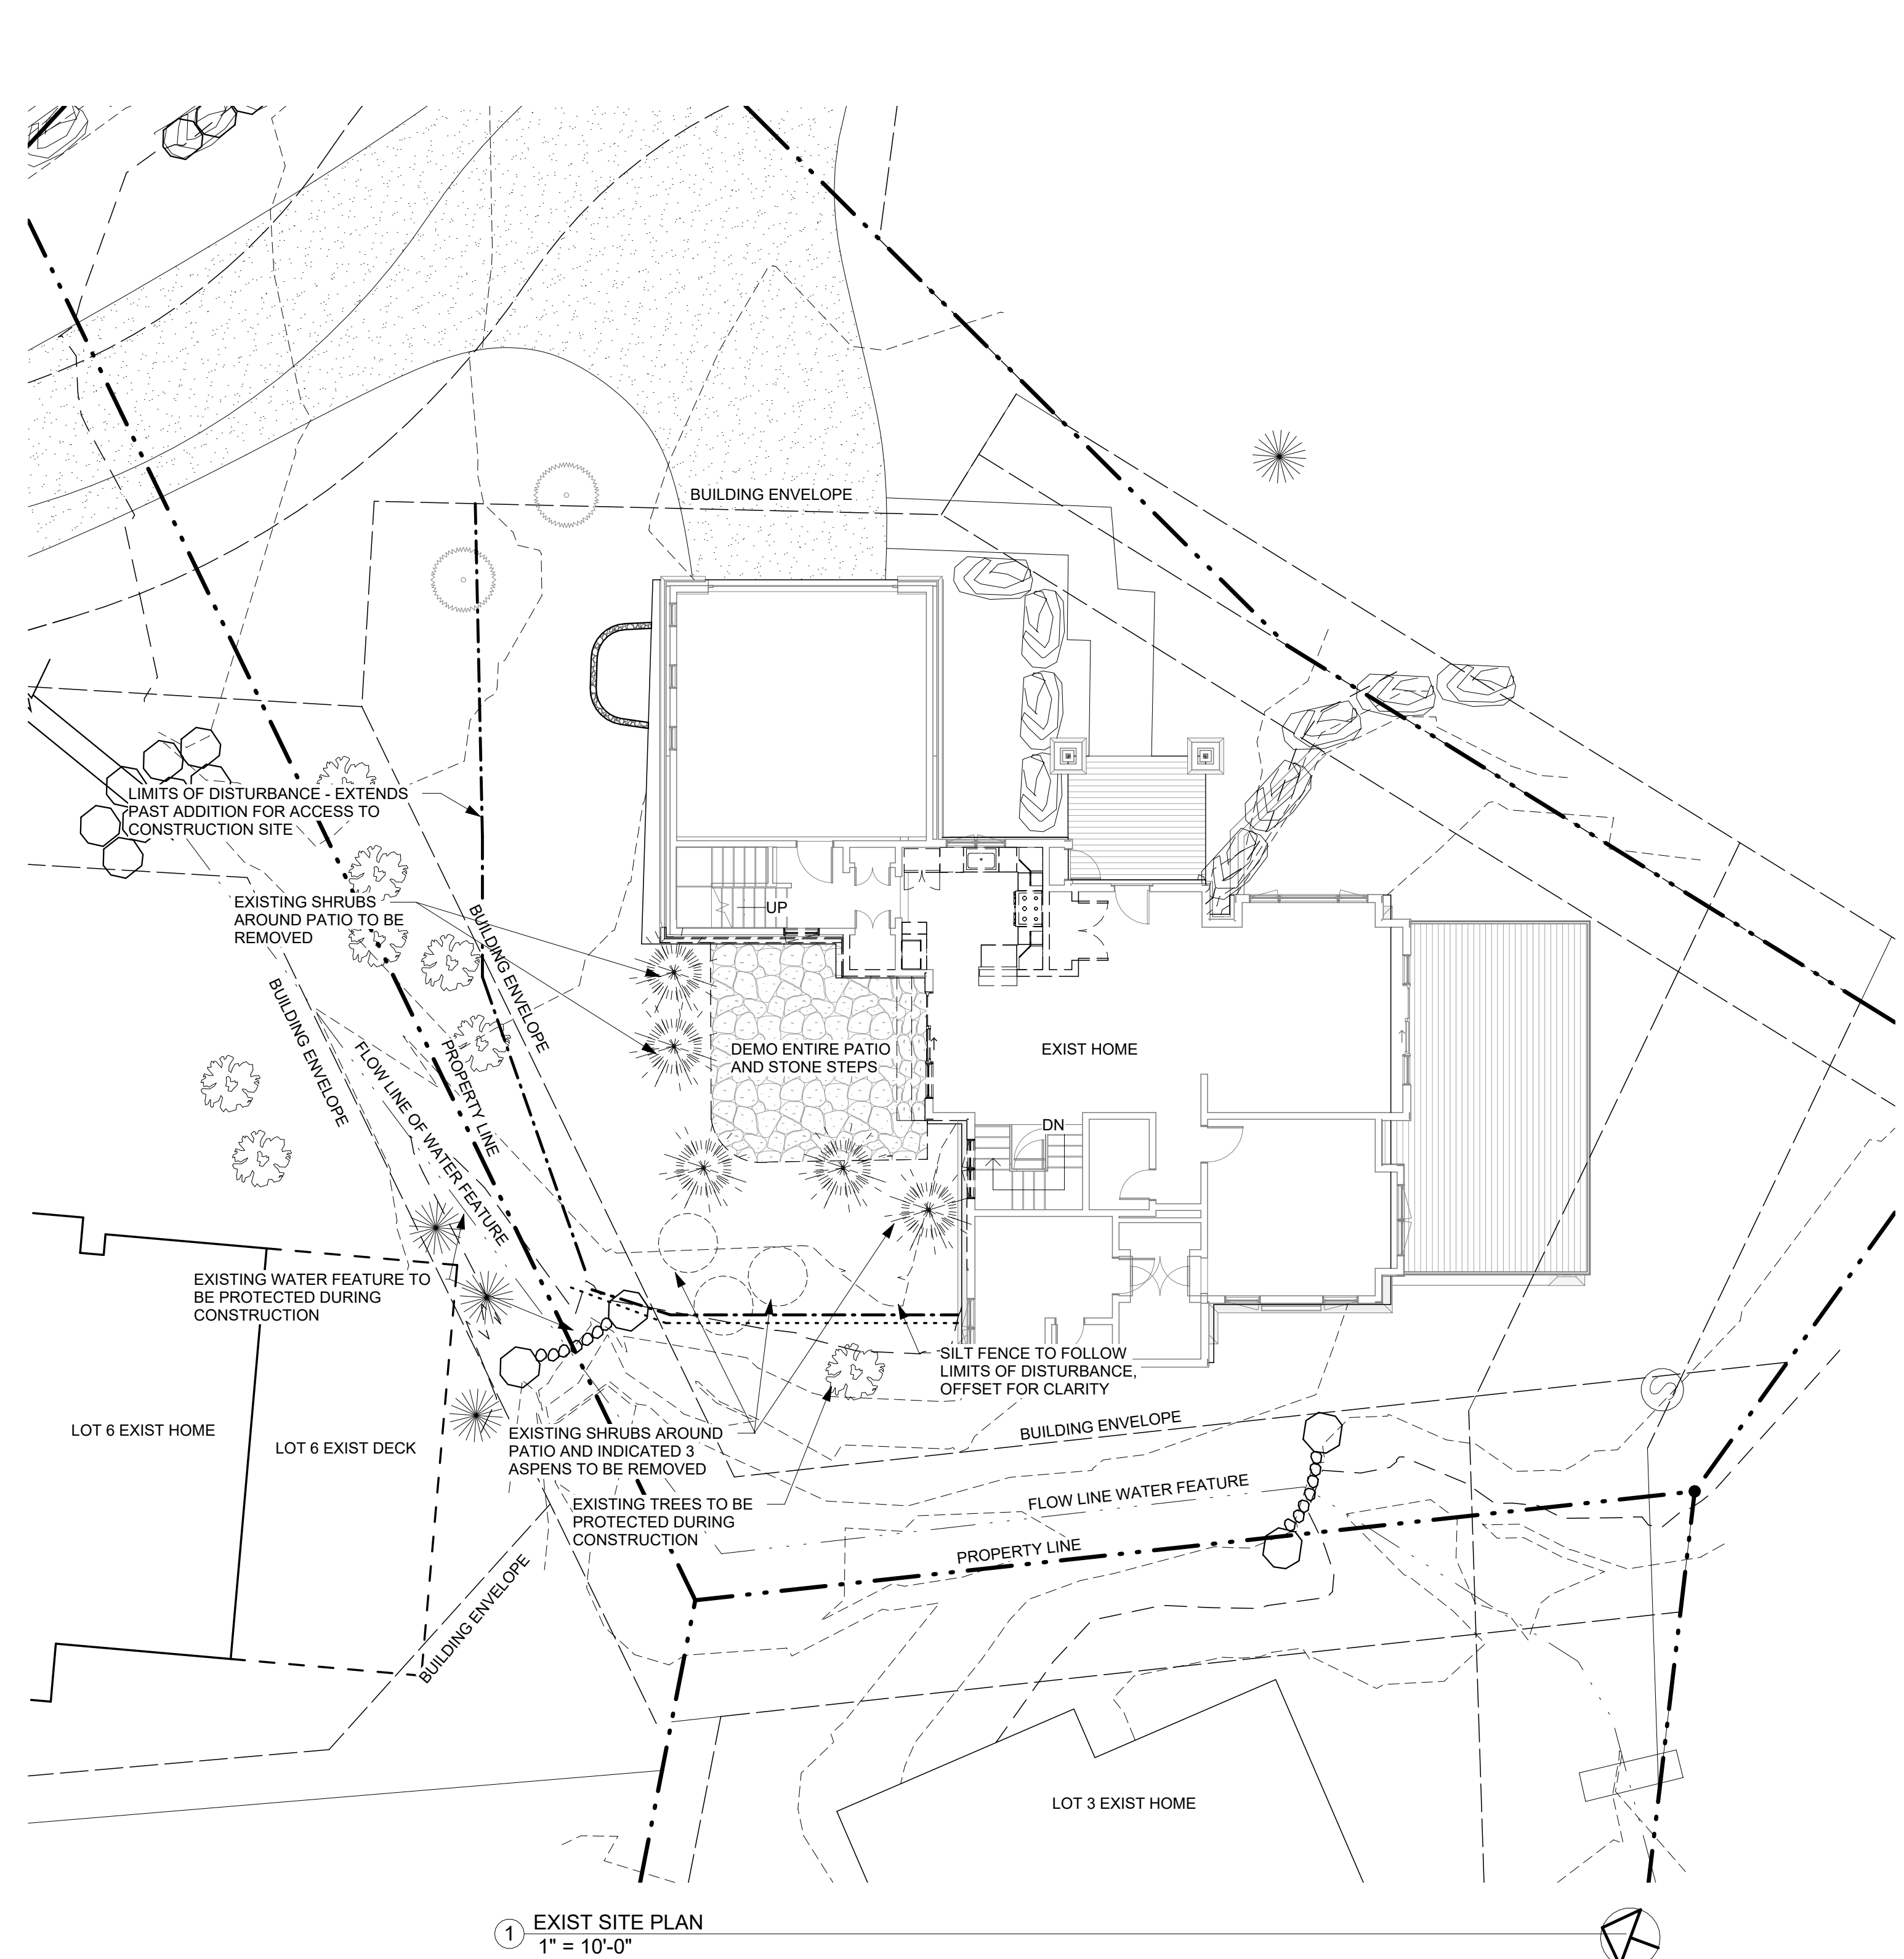 BUILDING ENVELOPE
LIMITS OF DISTURBANCE - EXTENDS
PAST ADDITION FOR ACCESS TO
CONSTRUCTION SITE
EXISTING SHRUBS
AROUND PATIO TO BE
REMOVED
UP
BUILDING ENVELOPE
BUILDING ENVELOPE
FLOW LINE OF WATER FEATURE
PROPERTY LINE
DEMO ENTIRE PATIO
AND STONE STEPS
EXIST HOME
DN
EXISTING WATER FEATURE TO
BE PROTECTED DURING
CONSTRUCTION
SILT FENCE TO FOLLOW
LIMITS OF DISTURBANCE,
OFFSET FOR CLARITY
LOT 6 EXIST HOME
LOT 6 EXIST DECK
EXISTING SHRUBS AROUND
PATIO AND INDICATED 3
ASPENS TO BE REMOVED
BUILDING ENVELOPE
EXISTING TREES TO BE
PROTECTED DURING
CONSTRUCTION
FLOW LINE WATER FEATURE
PROPERTY LINE
BUILDING ENVELOPE
LOT 3 EXIST HOME
1
EXIST SITE PLAN
1" = 10'-0"